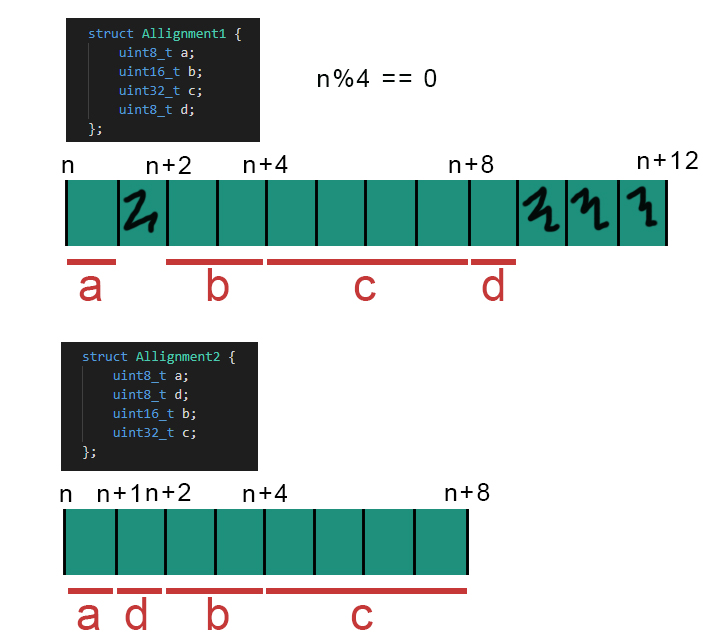 struct Allignment1 {
uint8_t a;
uint16_t b;
uint32_t c;
uint8_t d;
};
n%4 == 0
n n+2 n+4 n+8 n+12
a b c d
struct Allignment2 {
uint8_t a;
uint8_t d;
uint16_t b;
uint32_t c;
};
n n+1 n+2 n+4 n+8
a d b c